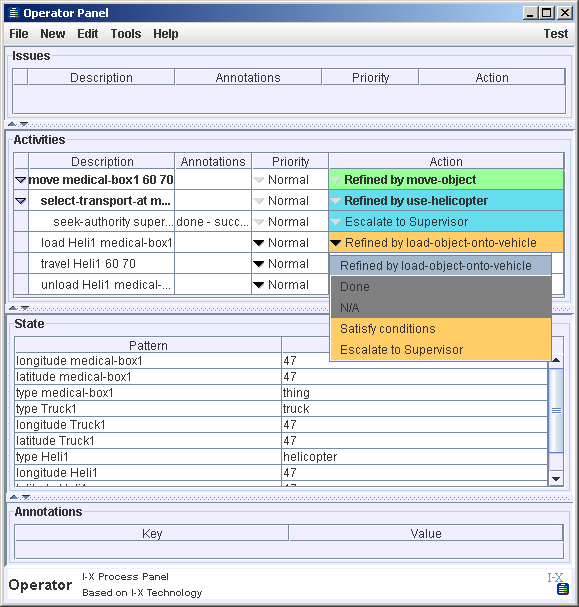 Operator Panel
File New Edit Tools Help Test
Issues
Description Annotations Priority Action
Activities
Description Annotations Priority Action
move medical-box1 60 70 Normal Refined by move-object
select-transport-at m... Normal Refined by use-helicopter
seek-authority super... done - succ... Normal Escalate to Supervisor
load Heli1 medical-box1 Normal Refined by load-object-onto-vehicle
travel Heli1 60 70 Normal Refined by load-object-onto-vehicle
unload Heli1 medical-... Normal Done
N/A
Satisfy conditions
Escalate to Supervisor
State
Pattern
longitude medical-box1 47
latitude medical-box1 47
type medical-box1 thing
type Truck1 truck
longitude Truck1 47
latitude Truck1 47
type Heli1 helicopter
longitude Heli1 47
Annotations
Key Value
Operator I-X Process Panel
Based on I-X Technology
I-X